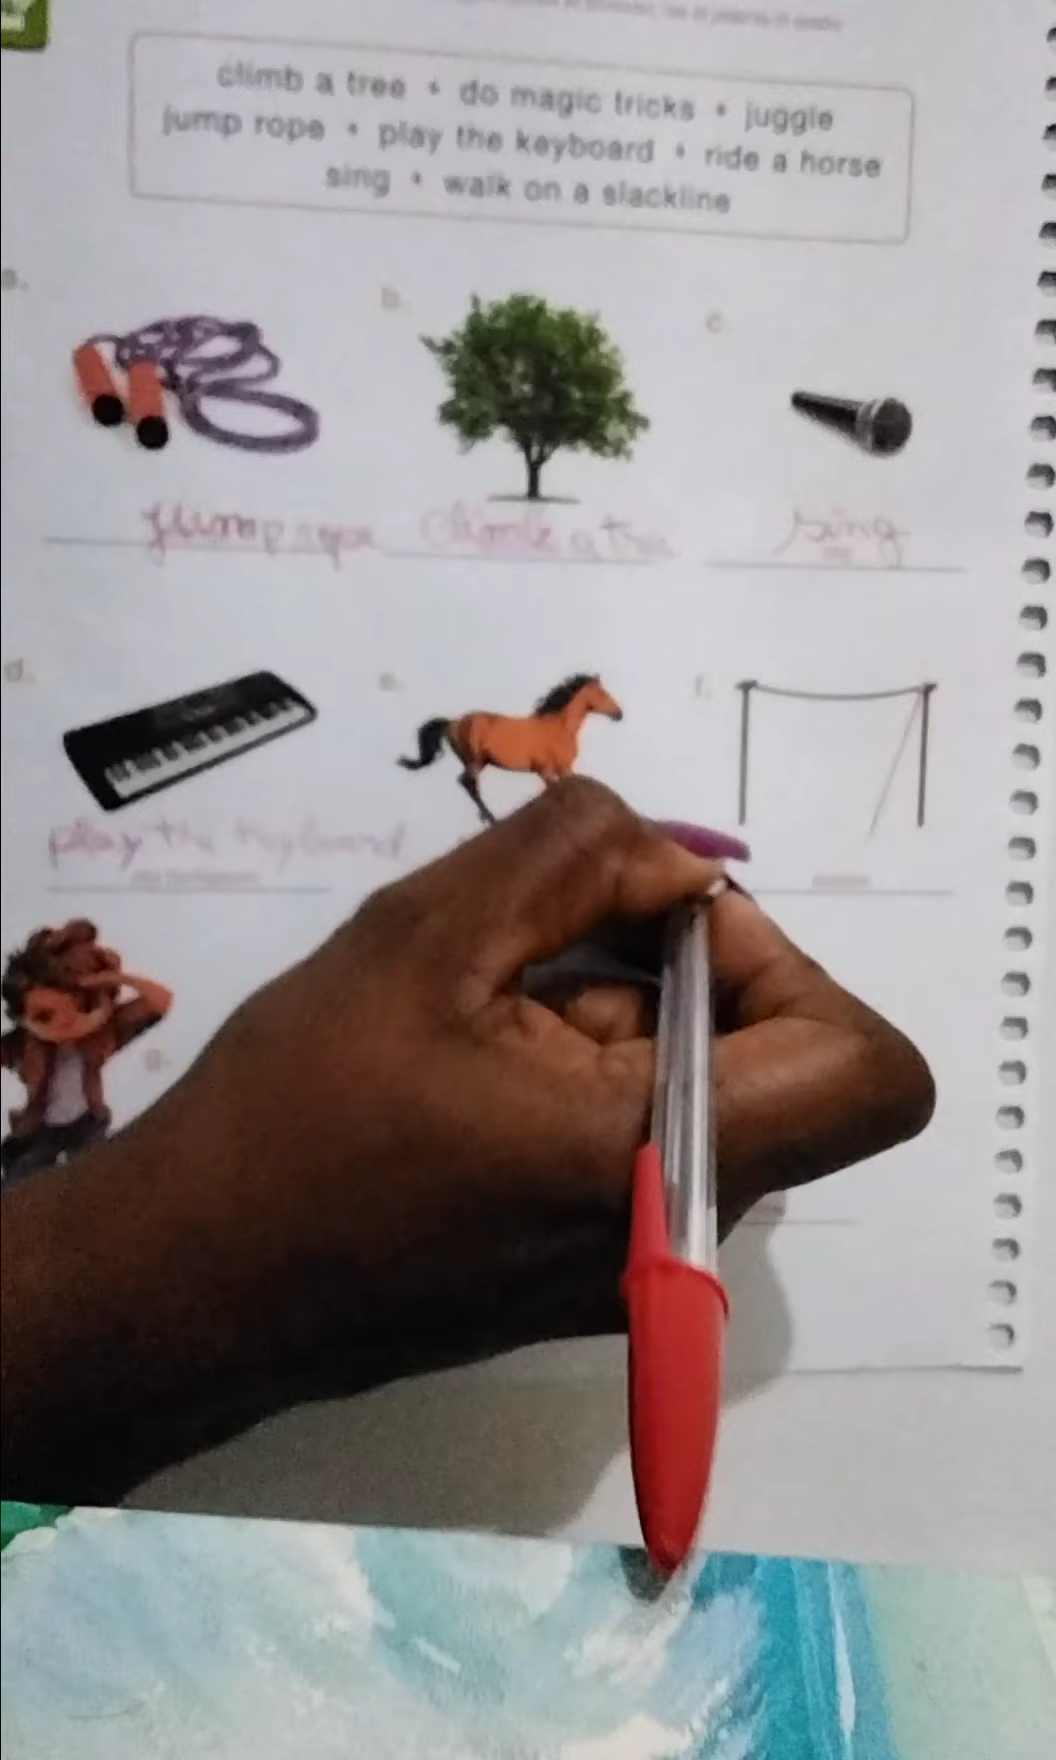 climb a tree • do magic tricks • juggle
jump rope • play the keyboard • ride a horse
sing • walk on a slackline
a.
b.
c.
jump rope
climb a tree
sing
d.
e.
f.
play the keyboard
g.